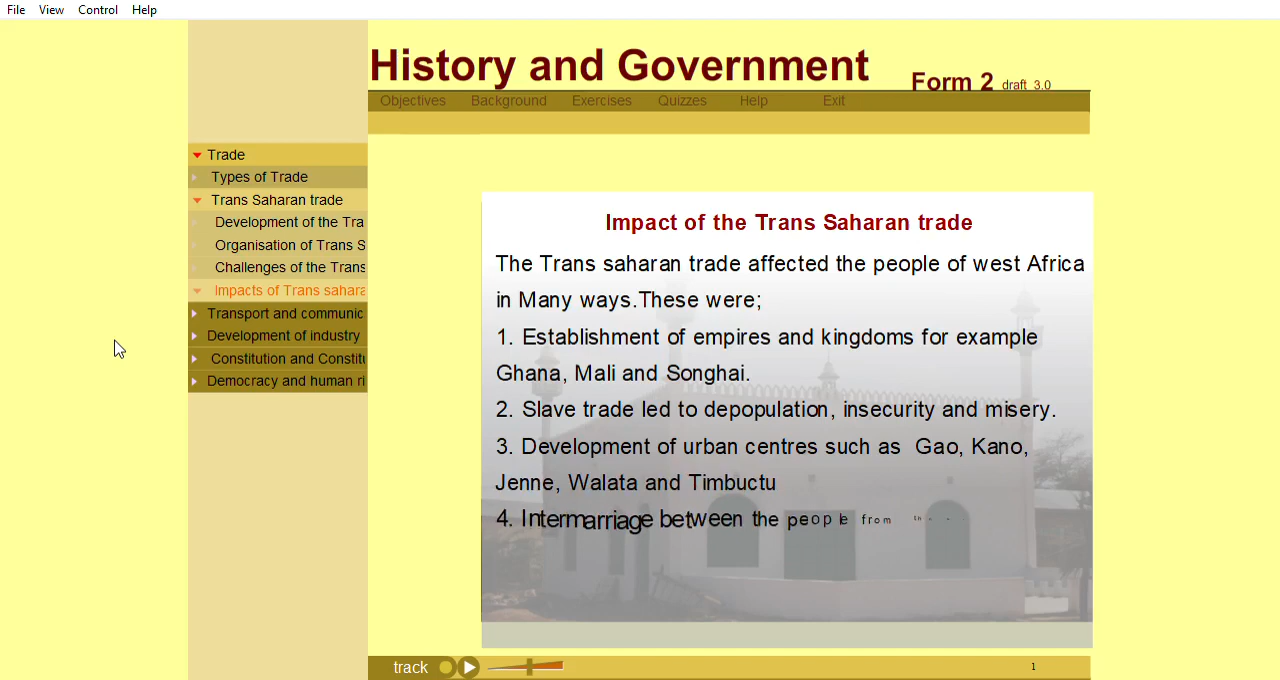 File View Control Help
History and Government
Form 2 draft 3.0
Objectives Background Exercises Quizzes Help Exit
Trade
Types of Trade
Trans Saharan trade
Development of the Tra
Organisation of Trans S
Challenges of the Trans
Impacts of Trans sahara
Transport and communic
Development of industry
Constitution and Constitu
Democracy and human ri
Impact of the Trans Saharan trade
The Trans saharan trade affected the people of west Africa
in Many ways.These were;
1. Establishment of empires and kingdoms for example
Ghana, Mali and Songhai.
2. Slave trade led to depopulation, insecurity and misery.
3. Development of urban centres such as Gao, Kano,
Jenne, Walata and Timbuctu
4. Intermarriage between the people from
track
1